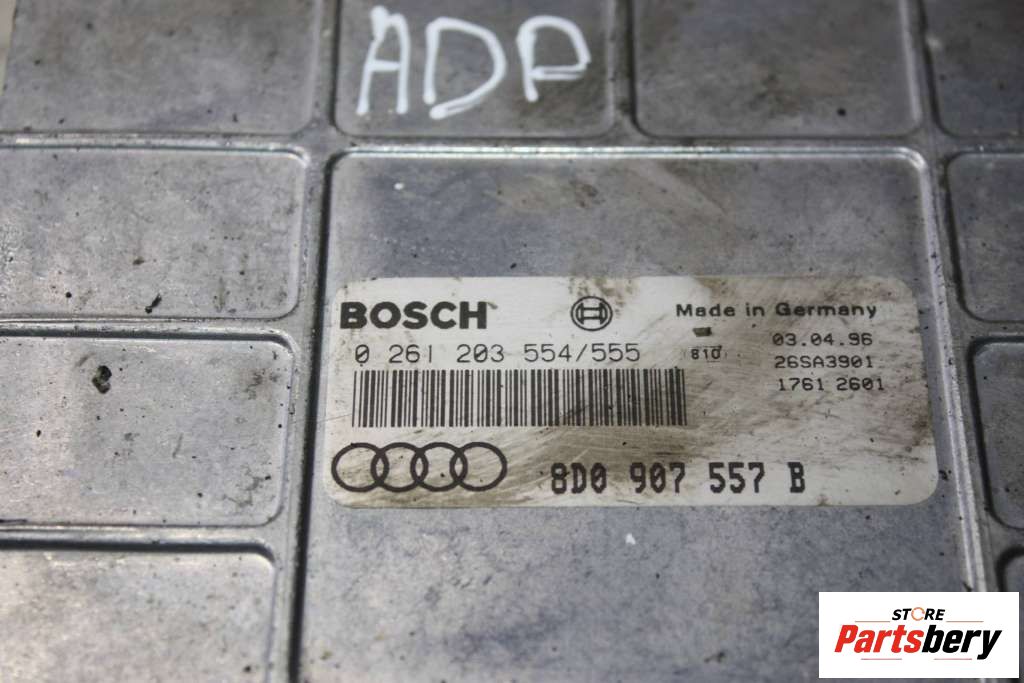 ADP
BOSCH
Made in Germany
0 261 203 554/555
810
03.04.96
26SA3901
1761 2601
8D0 907 557 B
STORE
Partsbery